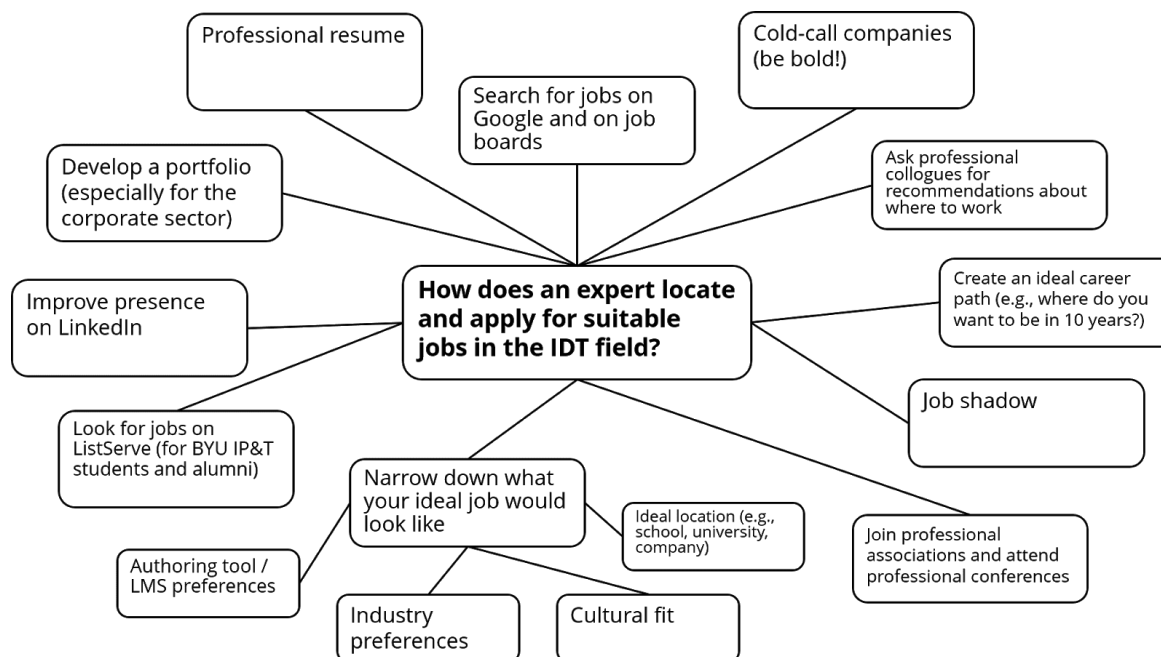 Professional resume
Cold-call companies
(be bold!)
Search for jobs on
Google and on job
boards
Develop a portfolio
(especially for the
corporate sector)
Ask professional
collogues for
recommendations about
where to work
How does an expert locate
and apply for suitable
jobs in the IDT field?
Improve presence
on LinkedIn
Create an ideal career
path (e.g., where do you
want to be in 10 years?)
Job shadow
Look for jobs on
ListServe (for BYU IP&T
students and alumni)
Narrow down what
your ideal job would
look like
Ideal location (e.g.,
school, university,
company)
Join professional
associations and attend
professional conferences
Authoring tool /
LMS preferences
Industry
preferences
Cultural fit